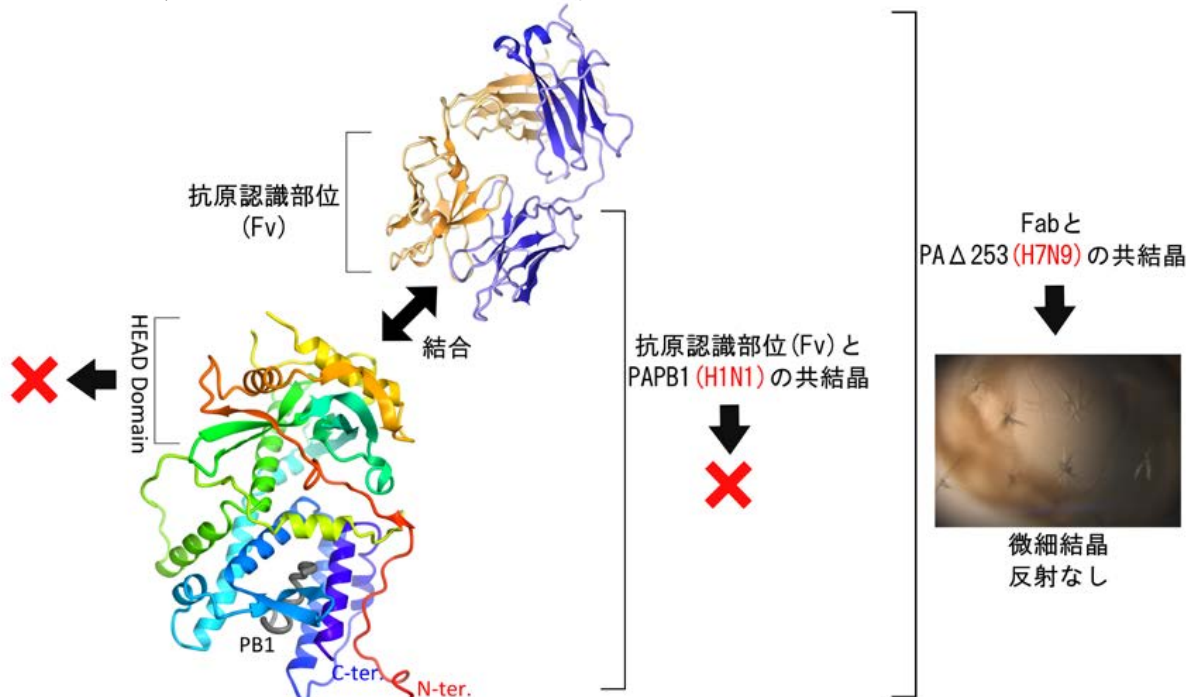 抗原認識部位
(Fv)
HEAD Domain
結合
PB1
C-ter.
N-ter.
抗原認識部位(Fv)と
PAPB1(H1N1)の共結晶
Fabと
PAΔ253(H7N9)の共結晶
微細結晶
反射なし